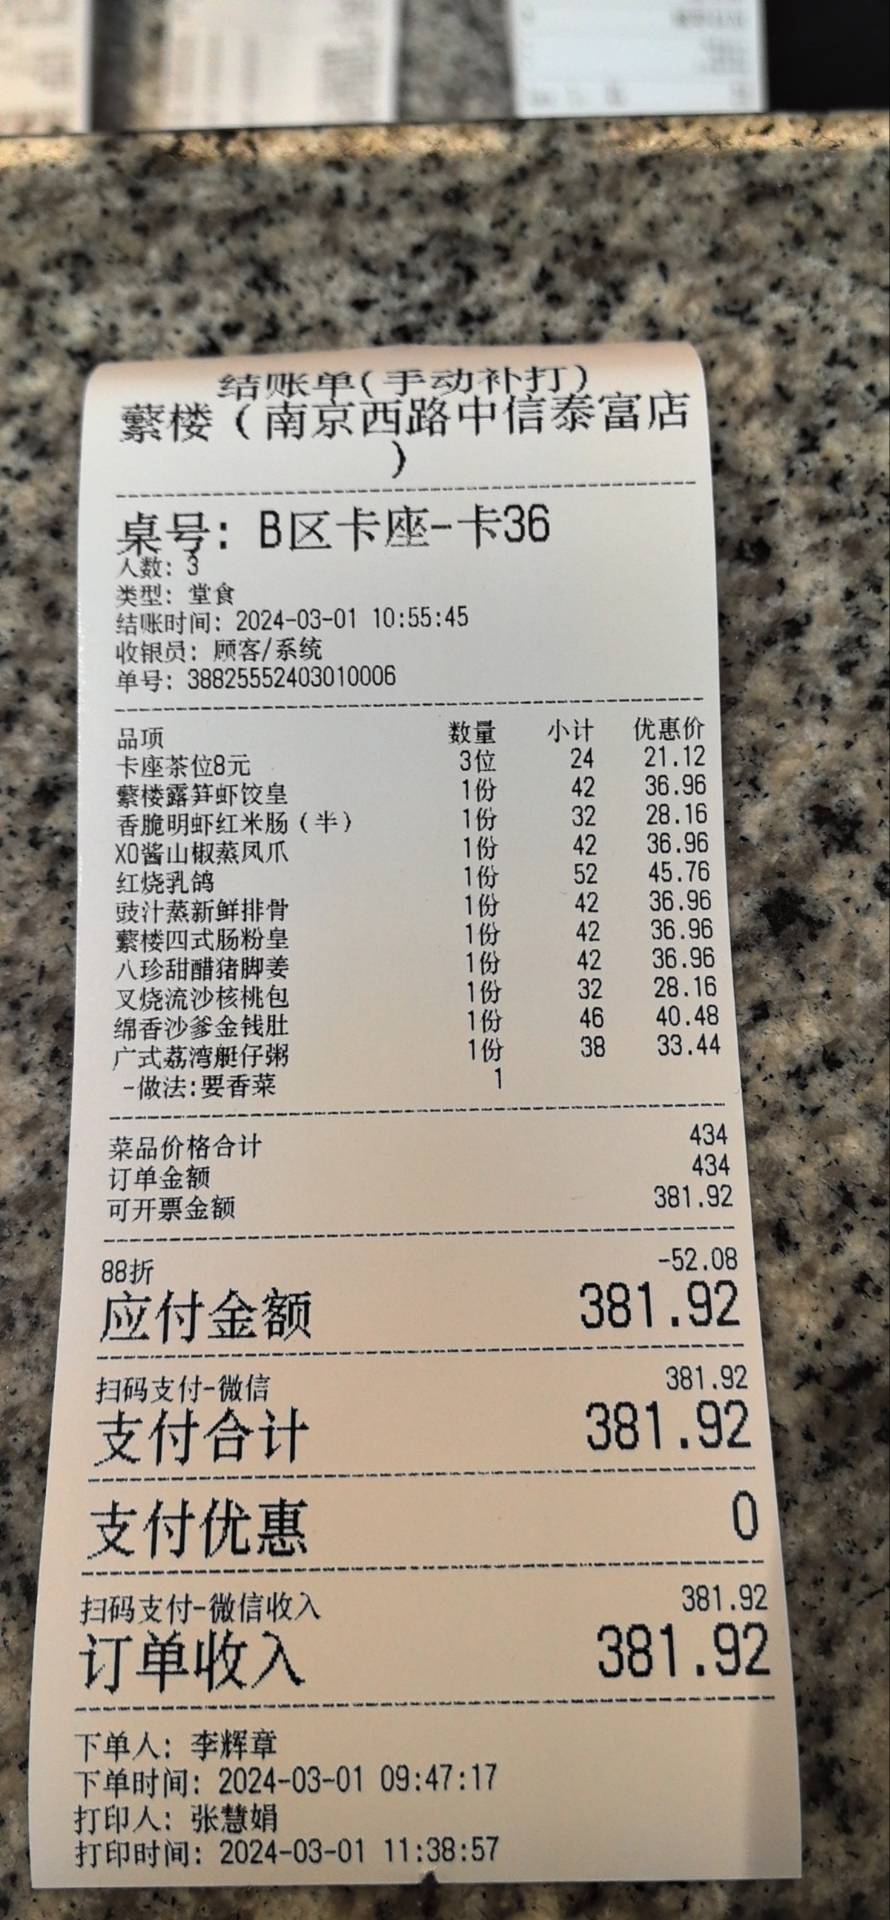 结账单(手动补打)
蘩楼（南京西路中信泰富店
）
桌号: B区卡座-卡36
人数: 3
类型: 堂食
结账时间: 2024-03-01 10:55:45
收银员: 顾客/系统
单号: 38825552403010006
品项 数量 小计 优惠价
卡座茶位8元 3位 24 21.12
蘩楼露笋虾饺皇 1份 42 36.96
香脆明虾红米肠（半） 1份 32 28.16
XO酱山椒蒸凤爪 1份 42 36.96
红烧乳鸽 1份 52 45.76
豉汁蒸新鲜排骨 1份 42 36.96
蘩楼四式肠粉皇 1份 42 36.96
八珍甜醋猪脚姜 1份 42 36.96
叉烧流沙核桃包 1份 32 28.16
绵香沙爹金钱肚 1份 46 40.48
广式荔湾艇仔粥 1份 38 33.44
-做法:要香菜 1
菜品价格合计 434
订单金额 434
可开票金额 381.92
88折 -52.08
应付金额 381.92
扫码支付-微信 381.92
支付合计 381.92
支付优惠 0
扫码支付-微信收入 381.92
订单收入 381.92
下单人: 李辉章
下单时间: 2024-03-01 09:47:17
打印人: 张慧娟
打印时间: 2024-03-01 11:38:57